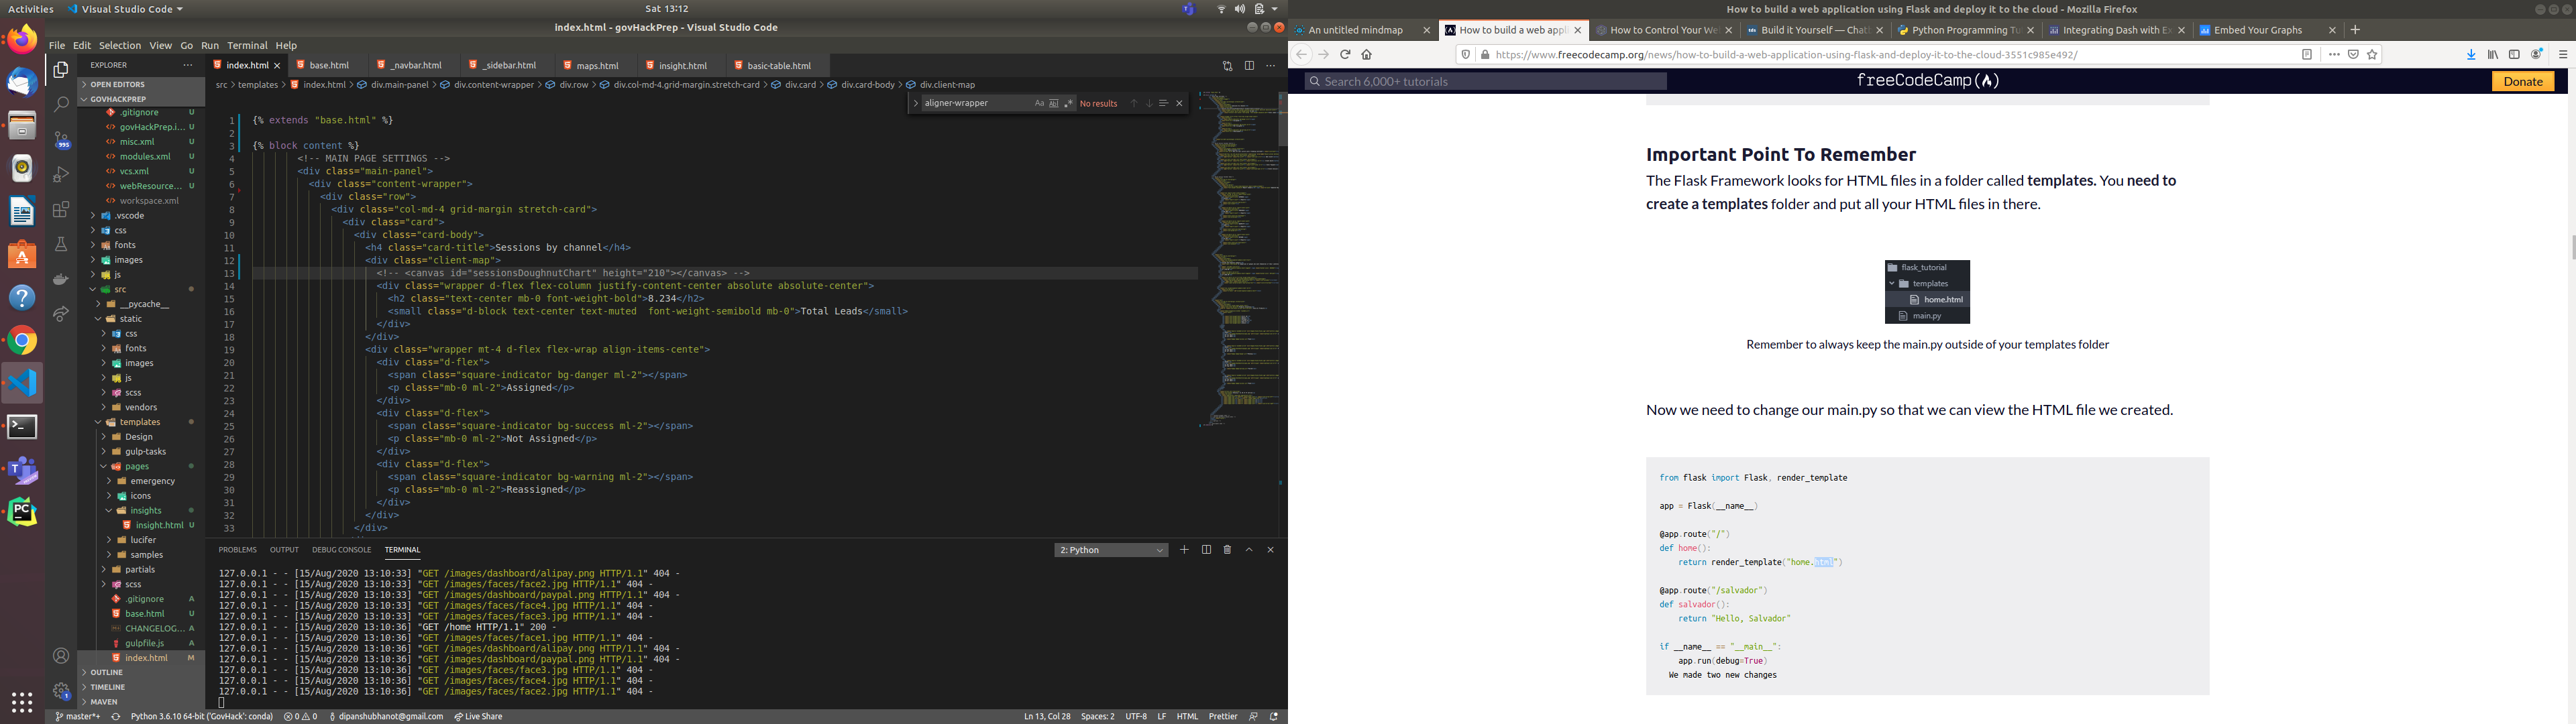 Activities
Visual Studio Code
Sat 13:12
index.html - govHackPrep - Visual Studio Code
File Edit Selection View Go Run Terminal Help
EXPLORER
OPEN EDITORS
GOVHACKPREP
.gitignore U
govHackPrep.i... U
misc.xml U
modules.xml U
vcs.xml U
webResource... U
workspace.xml
.vscode
css
fonts
images
js
src
__pycache__
static
css
fonts
images
js
scss
vendors
templates
Design
gulp-tasks
pages
emergency
icons
insights
insight.html U
lucifer
samples
partials
scss
.gitignore A
base.html U
CHANGELOG... A
gulpfile.js A
index.html M
OUTLINE
TIMELINE
MAVEN
995
1
index.html
base.html
_navbar.html
_sidebar.html
maps.html
insight.html
basic-table.html
src > templates > index.html > div.main-panel > div.content-wrapper > div.row > div.col-md-4.grid-margin.stretch-card > div.card > div.card-body > div.client-map
aligner-wrapper
No results
1 {% extends "base.html" %}
2
3 {% block content %}
4 <!-- MAIN PAGE SETTINGS -->
5 <div class="main-panel">
6 <div class="content-wrapper">
7 <div class="row">
8 <div class="col-md-4 grid-margin stretch-card">
9 <div class="card">
10 <div class="card-body">
11 <h4 class="card-title">Sessions by channel</h4>
12 <div class="client-map">
13 <!-- <canvas id="sessionsDoughnutChart" height="210"></canvas> -->
14 <div class="wrapper d-flex flex-column justify-content-center absolute absolute-center">
15 <h2 class="text-center mb-0 font-weight-bold">8.234</h2>
16 <small class="d-block text-center text-muted  font-weight-semibold mb-0">Total Leads</small>
17 </div>
18 </div>
19 <div class="wrapper mt-4 d-flex flex-wrap align-items-cente">
20 <div class="d-flex">
21 <span class="square-indicator bg-danger ml-2"></span>
22 <p class="mb-0 ml-2">Assigned</p>
23 </div>
24 <div class="d-flex">
25 <span class="square-indicator bg-success ml-2"></span>
26 <p class="mb-0 ml-2">Not Assigned</p>
27 </div>
28 <div class="d-flex">
29 <span class="square-indicator bg-warning ml-2"></span>
30 <p class="mb-0 ml-2">Reassigned</p>
31 </div>
32 </div>
33 </div>
PROBLEMS OUTPUT DEBUG CONSOLE TERMINAL
2: Python
127.0.0.1 - - [15/Aug/2020 13:10:33] "GET /images/dashboard/alipay.png HTTP/1.1" 404 -
127.0.0.1 - - [15/Aug/2020 13:10:33] "GET /images/faces/face2.jpg HTTP/1.1" 404 -
127.0.0.1 - - [15/Aug/2020 13:10:33] "GET /images/dashboard/paypal.png HTTP/1.1" 404 -
127.0.0.1 - - [15/Aug/2020 13:10:33] "GET /images/faces/face4.jpg HTTP/1.1" 404 -
127.0.0.1 - - [15/Aug/2020 13:10:33] "GET /images/faces/face3.jpg HTTP/1.1" 404 -
127.0.0.1 - - [15/Aug/2020 13:10:36] "GET /home HTTP/1.1" 200 -
127.0.0.1 - - [15/Aug/2020 13:10:36] "GET /images/faces/face1.jpg HTTP/1.1" 404 -
127.0.0.1 - - [15/Aug/2020 13:10:36] "GET /images/dashboard/alipay.png HTTP/1.1" 404 -
127.0.0.1 - - [15/Aug/2020 13:10:36] "GET /images/dashboard/paypal.png HTTP/1.1" 404 -
127.0.0.1 - - [15/Aug/2020 13:10:36] "GET /images/faces/face3.jpg HTTP/1.1" 404 -
127.0.0.1 - - [15/Aug/2020 13:10:36] "GET /images/faces/face4.jpg HTTP/1.1" 404 -
127.0.0.1 - - [15/Aug/2020 13:10:36] "GET /images/faces/face2.jpg HTTP/1.1" 404 -
master*+
Python 3.6.10 64-bit ('GovHack': conda)
0 0
dipanshubhanot@gmail.com
Live Share
Ln 13, Col 28
Spaces: 2
UTF-8
LF
HTML
Prettier
How to build a web application using Flask and deploy it to the cloud - Mozilla Firefox
An untitled mindmap
How to build a web appl
How to Control Your We
Build it Yourself — Chat
Python Programming Tu
Integrating Dash with Ex
Embed Your Graphs
https://www.freecodecamp.org/news/how-to-build-a-web-application-using-flask-and-deploy-it-to-the-cloud-3551c985e492/
Search 6,000+ tutorials
freeCodeCamp
Donate
Important Point To Remember
The Flask Framework looks for HTML files in a folder called templates. You need to
create a templates folder and put all your HTML files in there.
flask_tutorial
templates
home.html
main.py
Remember to always keep the main.py outside of your templates folder
Now we need to change our main.py so that we can view the HTML file we created.
from flask import Flask, render_template
app = Flask(__name__)
@app.route("/")
def home():
return render_template("home.html")
@app.route("/salvador")
def salvador():
return "Hello, Salvador"
if __name__ == "__main__":
app.run(debug=True)
We made two new changes